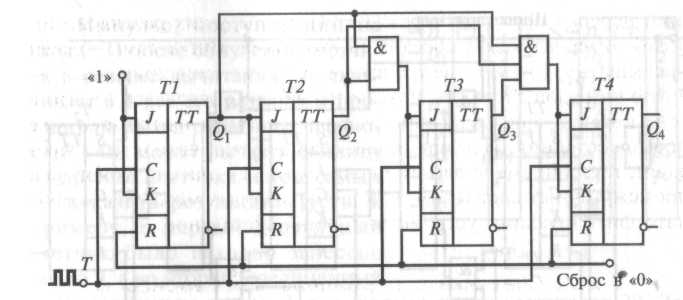 & &
«1» T1 T2 T3 T4
J TT Q1 J TT Q2 J TT Q3 J TT Q4
C C C C
K K K K
R R R R
T
Сброс в «0»